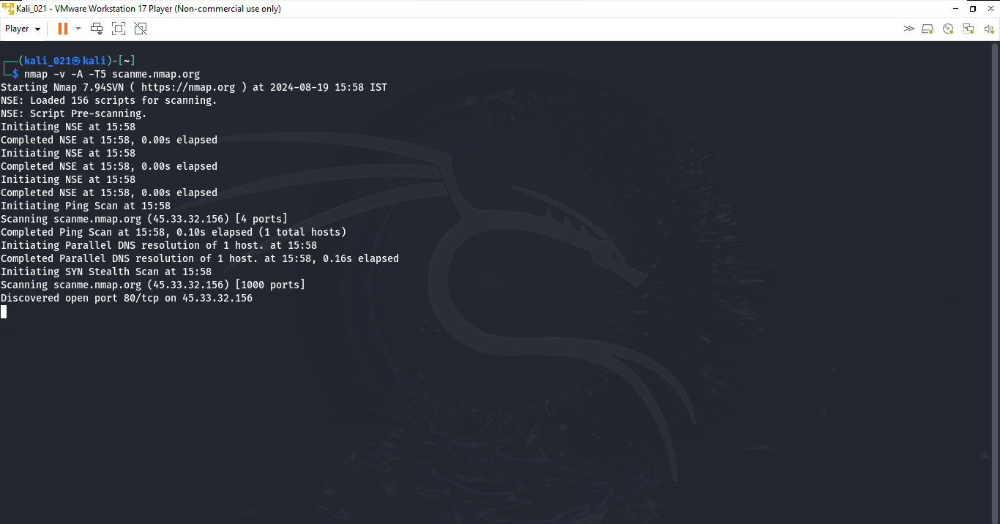 Kali_021 - VMware Workstation 17 Player (Non-commercial use only)
Player
┌──(kali_021㉿kali)-[~]
└─$ nmap -v -A -T5 scanme.nmap.org
Starting Nmap 7.94SVN ( https://nmap.org ) at 2024-08-19 15:58 IST
NSE: Loaded 156 scripts for scanning.
NSE: Script Pre-scanning.
Initiating NSE at 15:58
Completed NSE at 15:58, 0.00s elapsed
Initiating NSE at 15:58
Completed NSE at 15:58, 0.00s elapsed
Initiating NSE at 15:58
Completed NSE at 15:58, 0.00s elapsed
Initiating Ping Scan at 15:58
Scanning scanme.nmap.org (45.33.32.156) [4 ports]
Completed Ping Scan at 15:58, 0.10s elapsed (1 total hosts)
Initiating Parallel DNS resolution of 1 host. at 15:58
Completed Parallel DNS resolution of 1 host. at 15:58, 0.16s elapsed
Initiating SYN Stealth Scan at 15:58
Scanning scanme.nmap.org (45.33.32.156) [1000 ports]
Discovered open port 80/tcp on 45.33.32.156